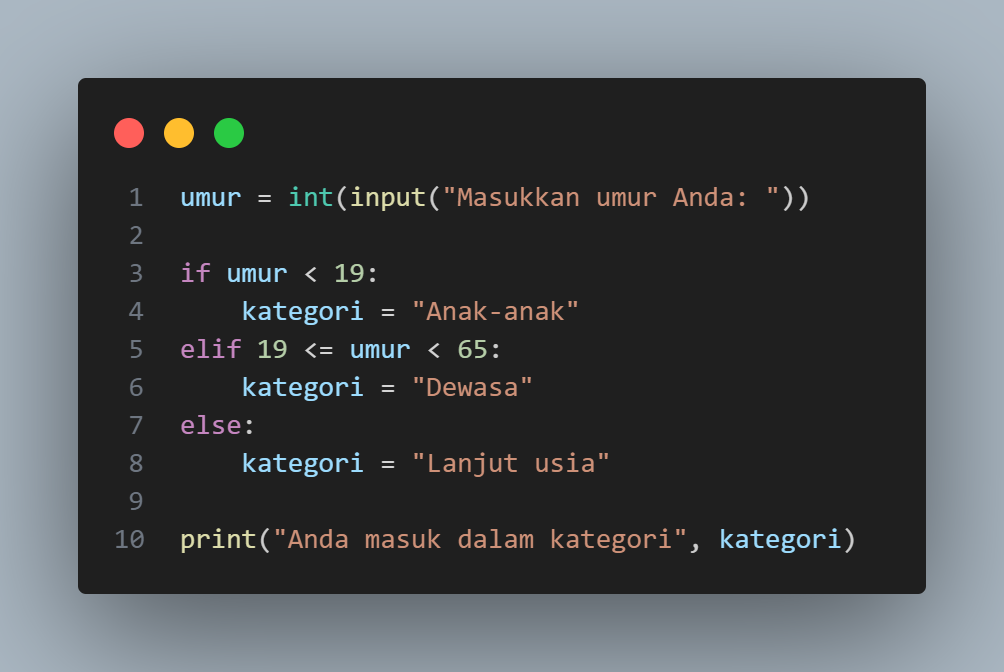 1 umur = int(input("Masukkan umur Anda: "))
2
3 if umur < 19:
4     kategori = "Anak-anak"
5 elif 19 <= umur < 65:
6     kategori = "Dewasa"
7 else:
8     kategori = "Lanjut usia"
9
10 print("Anda masuk dalam kategori", kategori)